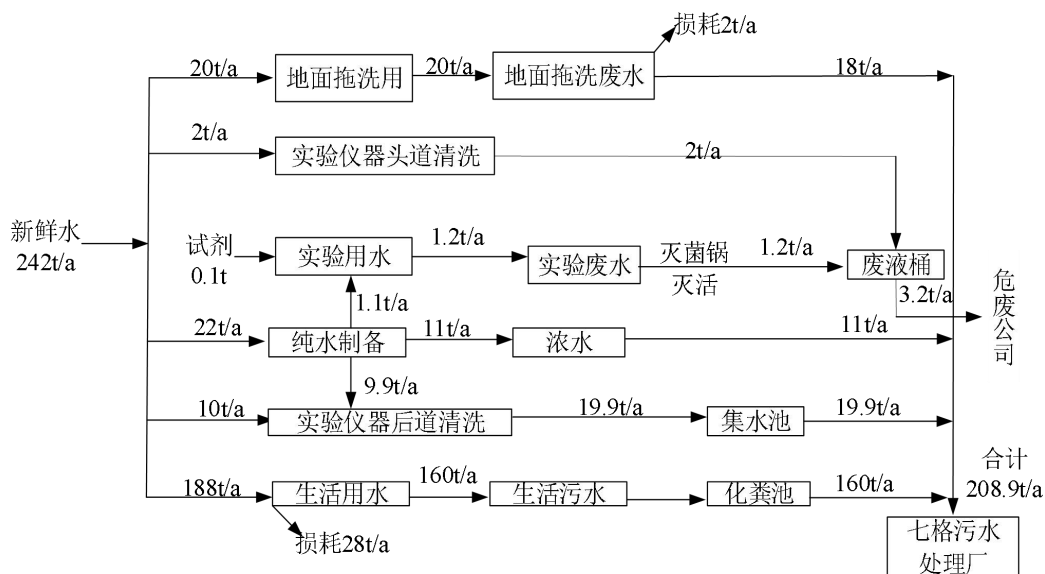 损耗2t/a
20t/a
地面拖洗用
20t/a
地面拖洗废水
18t/a
2t/a
实验仪器头道清洗
2t/a
新鲜水
242t/a
试剂
0.1t
实验用水
1.2t/a
实验废水
灭菌锅
灭活
1.2t/a
废液桶
3.2t/a
危废公司
1.1t/a
22t/a
纯水制备
11t/a
浓水
11t/a
9.9t/a
10t/a
实验仪器后道清洗
19.9t/a
集水池
19.9t/a
188t/a
生活用水
160t/a
生活污水
化粪池
160t/a
合计
208.9t/a
损耗28t/a
七格污水
处理厂